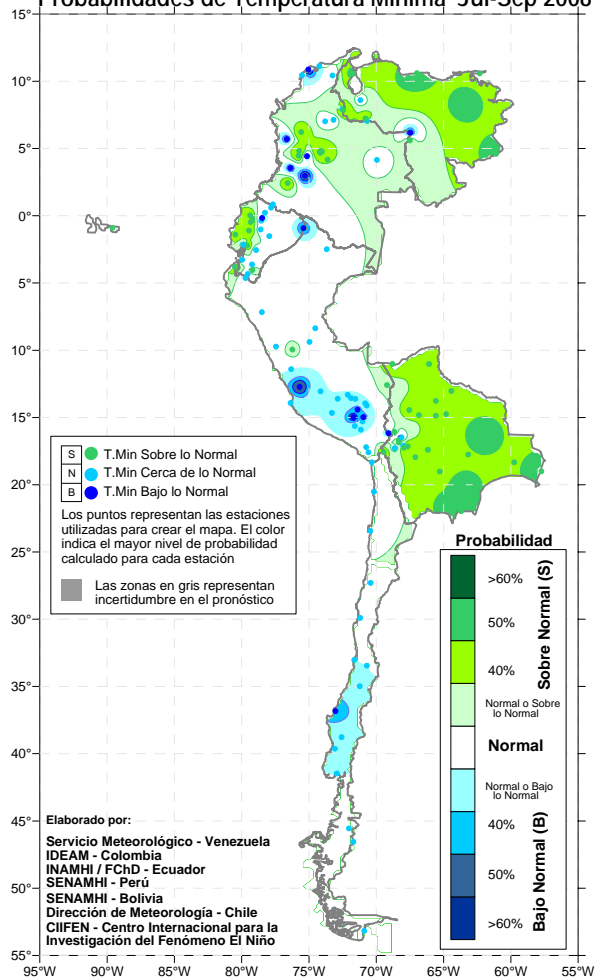 Probabilidades de Temperatura Mínima Jul-Sep 2006
15°
10°
5°
0°
5°
10°
15°
20°
25°
30°
35°
40°
45°
50°
55°
95°W
90°W
85°W
80°W
75°W
70°W
65°W
60°W
55°W
S T.Min Sobre lo Normal
N T.Min Cerca de lo Normal
B T.Min Bajo lo Normal
Los puntos representan las estaciones
utilizadas para crear el mapa. El color
indica el mayor nivel de probabilidad
calculado para cada estación
Las zonas en gris representan
incertidumbre en el pronóstico
Probabilidad
>60%
50%
40%
Normal o Sobre
lo Normal
Normal
Normal o Bajo
lo Normal
40%
50%
>60%
Sobre Normal (S)
Bajo Normal (B)
Elaborado por:
Servicio Meteorológico - Venezuela
IDEAM - Colombia
INAMHI / FChD - Ecuador
SENAMHI - Perú
SENAMHI - Bolivia
Dirección de Meteorología - Chile
CIIFEN - Centro Internacional para la
Investigación del Fenómeno El Niño